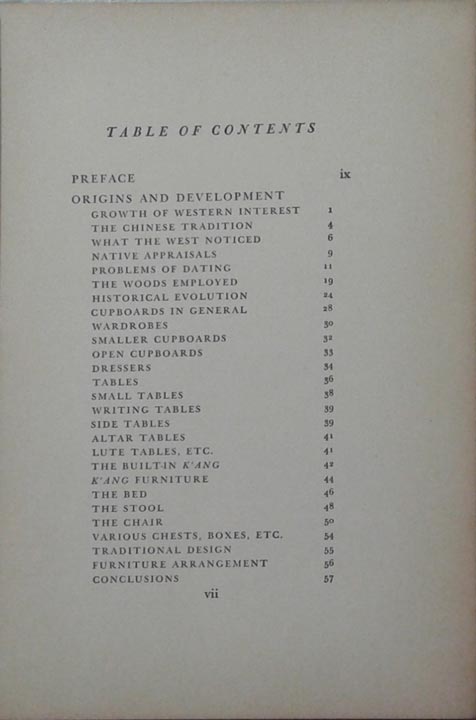 TABLE OF CONTENTS
PREFACE ix
ORIGINS AND DEVELOPMENT
GROWTH OF WESTERN INTEREST 1
THE CHINESE TRADITION 4
WHAT THE WEST NOTICED 6
NATIVE APPRAISALS 9
PROBLEMS OF DATING 11
THE WOODS EMPLOYED 19
HISTORICAL EVOLUTION 24
CUPBOARDS IN GENERAL 28
WARDROBES 30
SMALLER CUPBOARDS 32
OPEN CUPBOARDS 33
DRESSERS 34
TABLES 36
SMALL TABLES 38
WRITING TABLES 39
SIDE TABLES 39
ALTAR TABLES 41
LUTE TABLES, ETC. 41
THE BUILT-IN K'ANG 42
K'ANG FURNITURE 44
THE BED 46
THE STOOL 48
THE CHAIR 50
VARIOUS CHESTS, BOXES, ETC. 54
TRADITIONAL DESIGN 55
FURNITURE ARRANGEMENT 56
CONCLUSIONS 57
vii